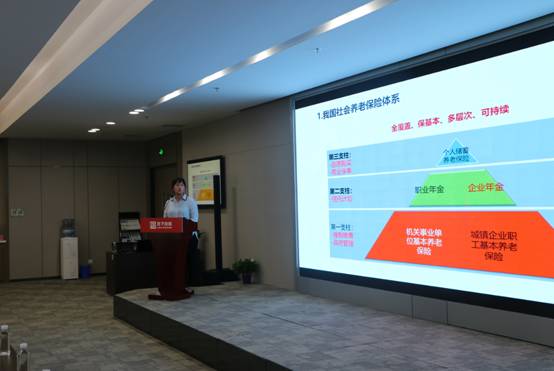 1.我国社会养老保险体系
全覆盖、保基本、多层次、可持续
第三支柱:
个人储蓄
养老保险
第二支柱:
职业年金
企业年金
第一支柱:
机关事业单
位基本养老
保险
城镇企业职
工基本养老
保险